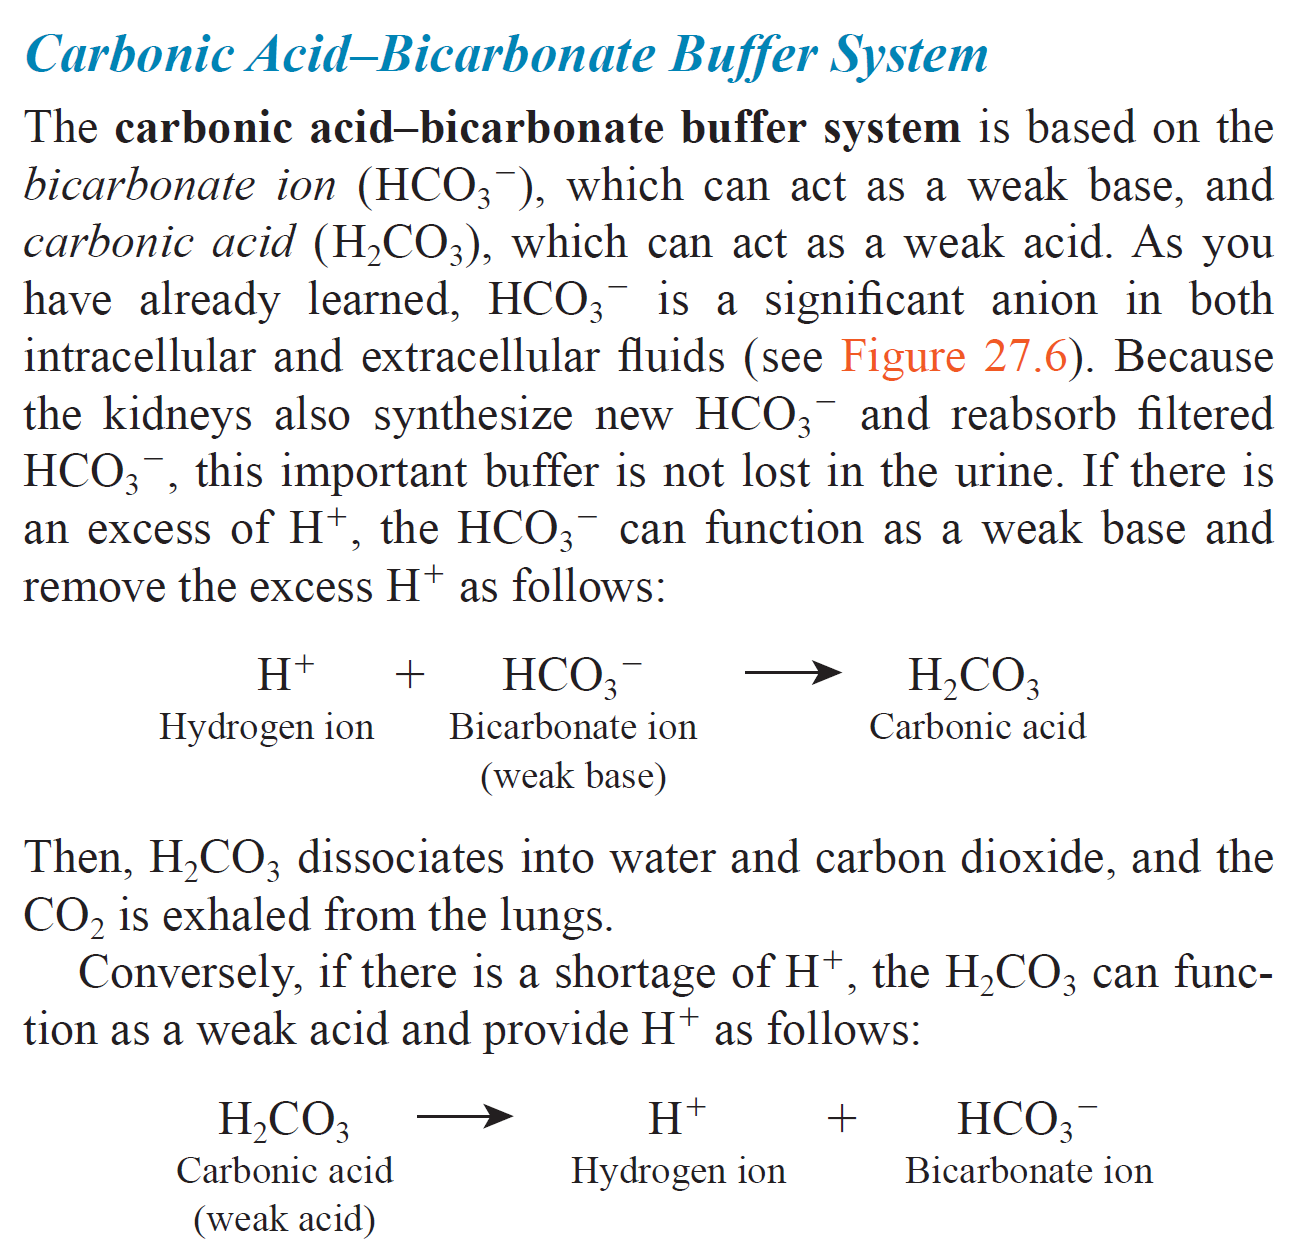 Carbonic Acid–Bicarbonate Buffer System
The carbonic acid–bicarbonate buffer system is based on the
bicarbonate ion (HCO₃⁻), which can act as a weak base, and
carbonic acid (H₂CO₃), which can act as a weak acid. As you
have already learned, HCO₃⁻ is a significant anion in both
intracellular and extracellular fluids (see Figure 27.6). Because
the kidneys also synthesize new HCO₃⁻ and reabsorb filtered
HCO₃⁻, this important buffer is not lost in the urine. If there is
an excess of H⁺, the HCO₃⁻ can function as a weak base and
remove the excess H⁺ as follows:
H⁺ + HCO₃⁻ ⟶ H₂CO₃
Hydrogen ion Bicarbonate ion Carbonic acid
(weak base)
Then, H₂CO₃ dissociates into water and carbon dioxide, and the
CO₂ is exhaled from the lungs.
Conversely, if there is a shortage of H⁺, the H₂CO₃ can func-
tion as a weak acid and provide H⁺ as follows:
H₂CO₃ ⟶ H⁺ + HCO₃⁻
Carbonic acid Hydrogen ion Bicarbonate ion
(weak acid)